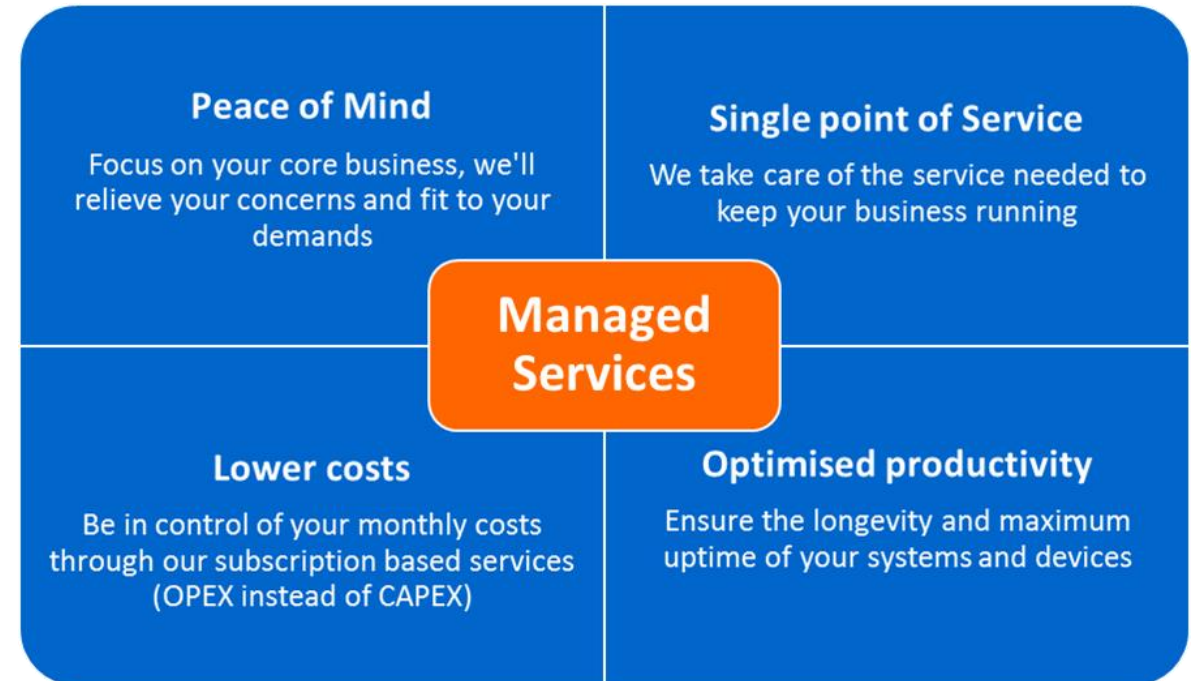 Peace of Mind
Focus on your core business, we'll
relieve your concerns and fit to your
demands
Single point of Service
We take care of the service needed to
keep your business running
Managed
Services
Lower costs
Be in control of your monthly costs
through our subscription based services
(OPEX instead of CAPEX)
Optimised productivity
Ensure the longevity and maximum
uptime of your systems and devices